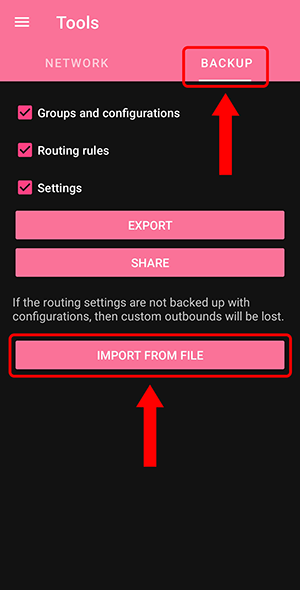 Tools
NETWORK
BACKUP
Groups and configurations
Routing rules
Settings
EXPORT
SHARE
If the routing settings are not backed up with
configurations, then custom outbounds will be lost.
IMPORT FROM FILE